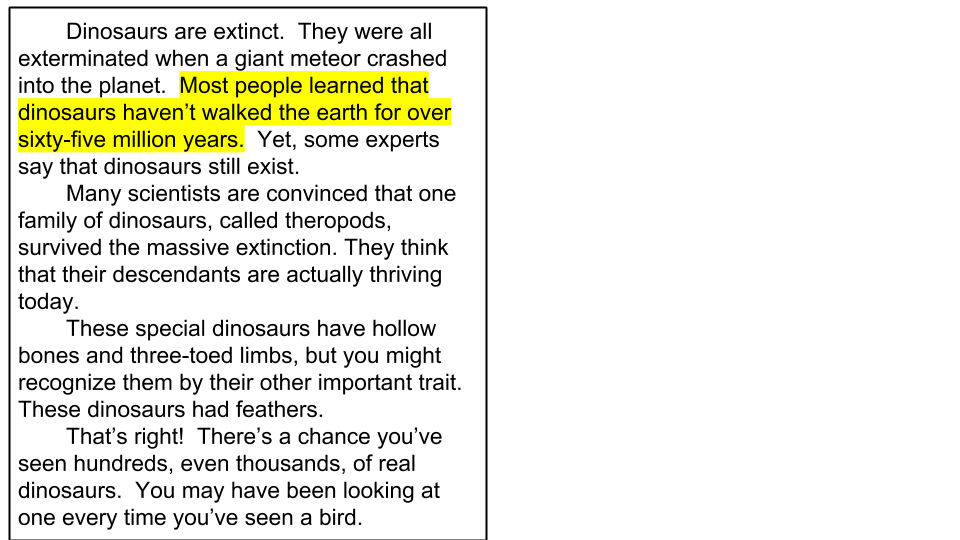 Dinosaurs are extinct.  They were all
exterminated when a giant meteor crashed
into the planet.  Most people learned that
dinosaurs haven’t walked the earth for over
sixty-five million years.  Yet, some experts
say that dinosaurs still exist.
Many scientists are convinced that one
family of dinosaurs, called theropods,
survived the massive extinction. They think
that their descendants are actually thriving
today.
These special dinosaurs have hollow
bones and three-toed limbs, but you might
recognize them by their other important trait.
These dinosaurs had feathers.
That’s right!  There’s a chance you’ve
seen hundreds, even thousands, of real
dinosaurs.  You may have been looking at
one every time you’ve seen a bird.